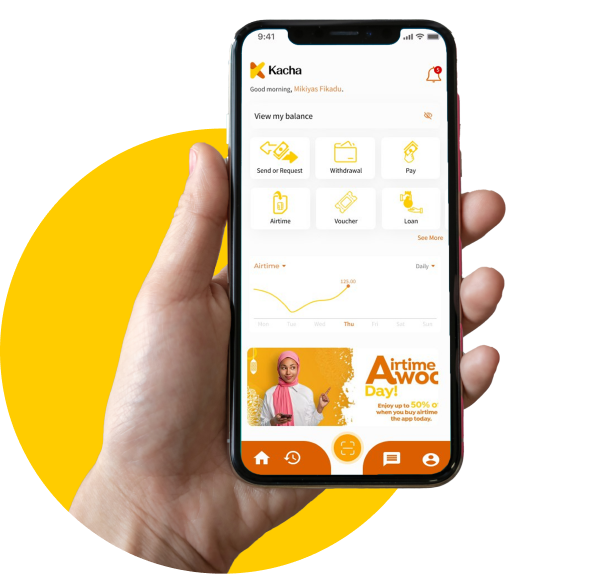 9:41
Kacha
1
Good morning, Mikiyas Fikadu.
View my balance
Send or Request
Withdrawal
Pay
Airtime
Voucher
Loan
See More
Airtime
Daily
125.00
Mon Tue Wed Thu Fri Sat Sun
Airtime
AWOO
Day!
Enjoy up to 50% o
when you buy airtime
the app today.